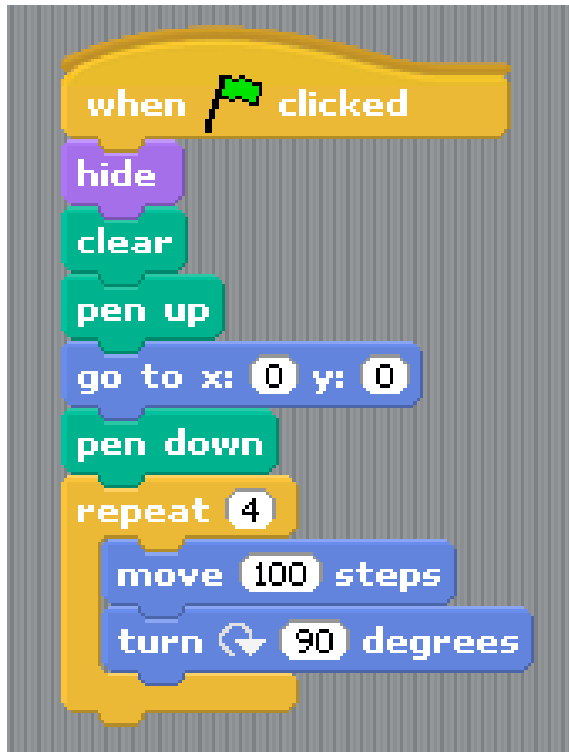 when clicked
hide
clear
pen up
go to x: 0 y: 0
pen down
repeat 4
move 100 steps
turn 90 degrees